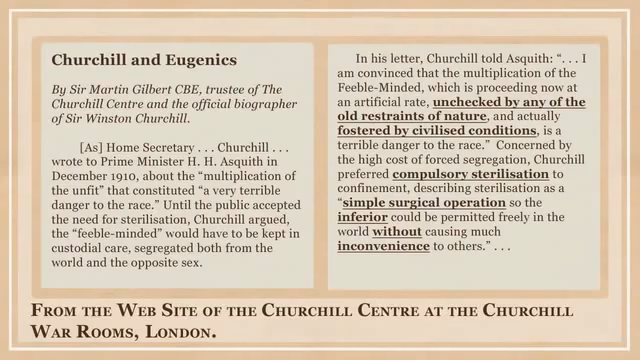 Churchill and Eugenics
By Sir Martin Gilbert CBE, trustee of The
Churchill Centre and the official biographer
of Sir Winston Churchill.
[As] Home Secretary . . . Churchill . . .
wrote to Prime Minister H. H. Asquith in
December 1910, about the “multiplication of
the unfit” that constituted “a very terrible
danger to the race.” Until the public accepted
the need for sterilisation, Churchill argued,
the “feeble-minded” would have to be kept in
custodial care, segregated both from the
world and the opposite sex.
In his letter, Churchill told Asquith: “. . . I
am convinced that the multiplication of the
Feeble-Minded, which is proceeding now at
an artificial rate, unchecked by any of the
old restraints of nature, and actually
fostered by civilised conditions, is a
terrible danger to the race.” Concerned by
the high cost of forced segregation, Churchill
preferred compulsory sterilisation to
confinement, describing sterilisation as a
“simple surgical operation so the
inferior could be permitted freely in the
world without causing much
inconvenience to others.” . . .
From the Web Site of the Churchill Centre at the Churchill
War Rooms, London.